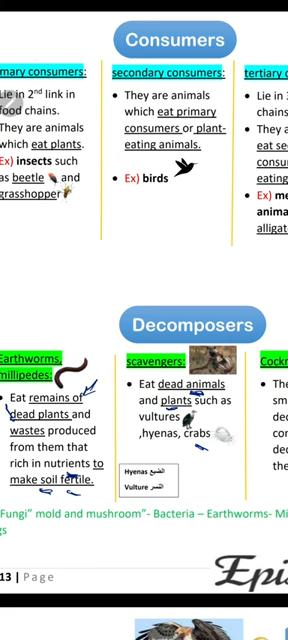 Consumers
mary consumers:
Lie in 2nd link in
food chains.
They are animals
which eat plants.
Ex) insects such
as beetle and
grasshopper
secondary consumers:
• They are animals
which eat primary
consumers or plant-
eating animals.
• Ex) birds
tertiary c
• Lie in
chains
• They a
eat se
consu
eating
• Ex) me
anima
alligat
Decomposers
Earthworms,
millipedes:
• Eat remains of
dead plants and
wastes produced
from them that
rich in nutrients to
make soil fertile.
scavengers:
• Eat dead animals
and plants such as
vultures
,hyenas, crabs
Hyenas الضبع
Vulture النسر
Cockr
• The
sm
dec
con
dec
the
Fungi" mold and mushroom"- Bacteria – Earthworms- Mi
gs
13 | Page
Epis